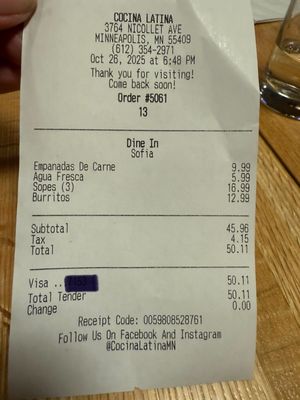 COCINA LATINA
3764 NICOLLET AVE
MINNEAPOLIS, MN 55409
(612) 354-2971
Oct 26, 2025 at 6:48 PM
Thank you for visiting!
Come back soon!
Order #5061
13
Dine In
Sofia
Empanadas De Carne 9.99
Agua Fresca 5.99
Sopes (3) 16.99
Burritos 12.99
Subtotal 45.96
Tax 4.15
Total 50.11
Visa .. 50.11
Total Tender 50.11
Change 0.00
Receipt Code: 0059808528761
Follow Us On Facebook And Instagram
@CocinaLatinaMN